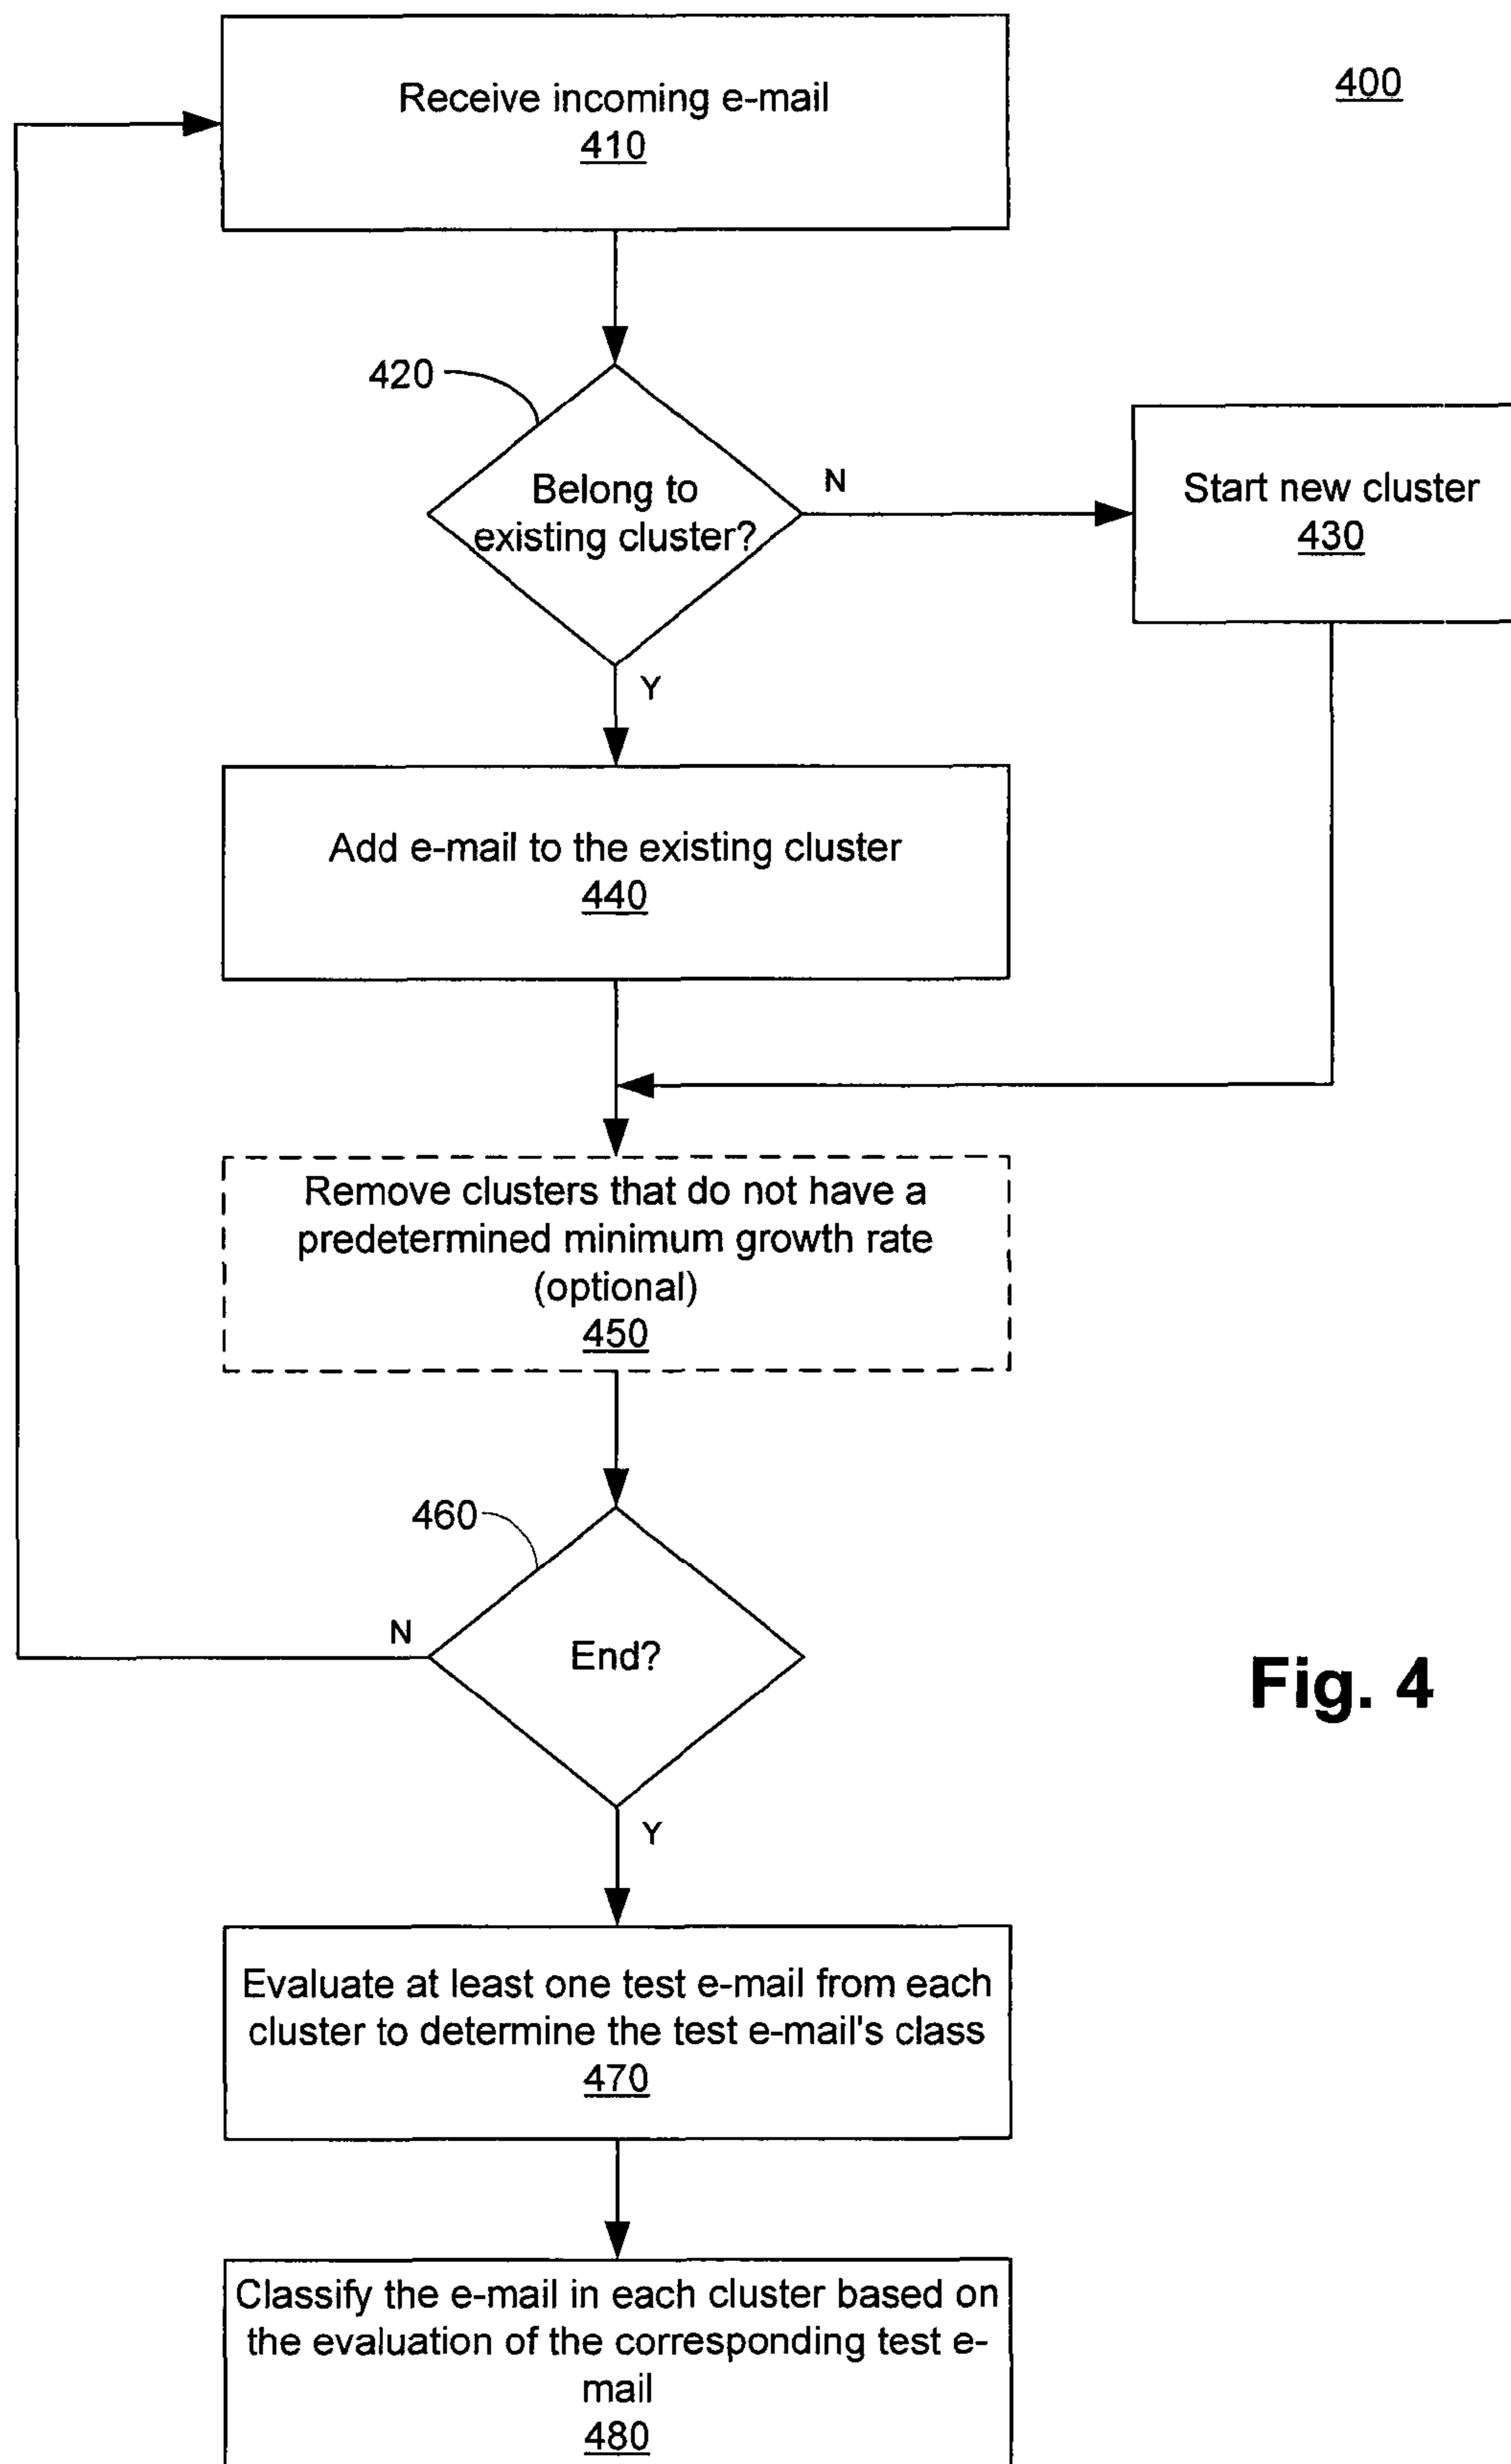 400
Receive incoming e-mail
410
420
Belong to
existing cluster?
N
Start new cluster
430
Y
Add e-mail to the existing cluster
440
Remove clusters that do not have a
predetermined minimum growth rate
(optional)
450
460
End?
N
Fig. 4
Y
Evaluate at least one test e-mail from each
cluster to determine the test e-mail's class
470
Classify the e-mail in each cluster based on
the evaluation of the corresponding test e-
mail
480